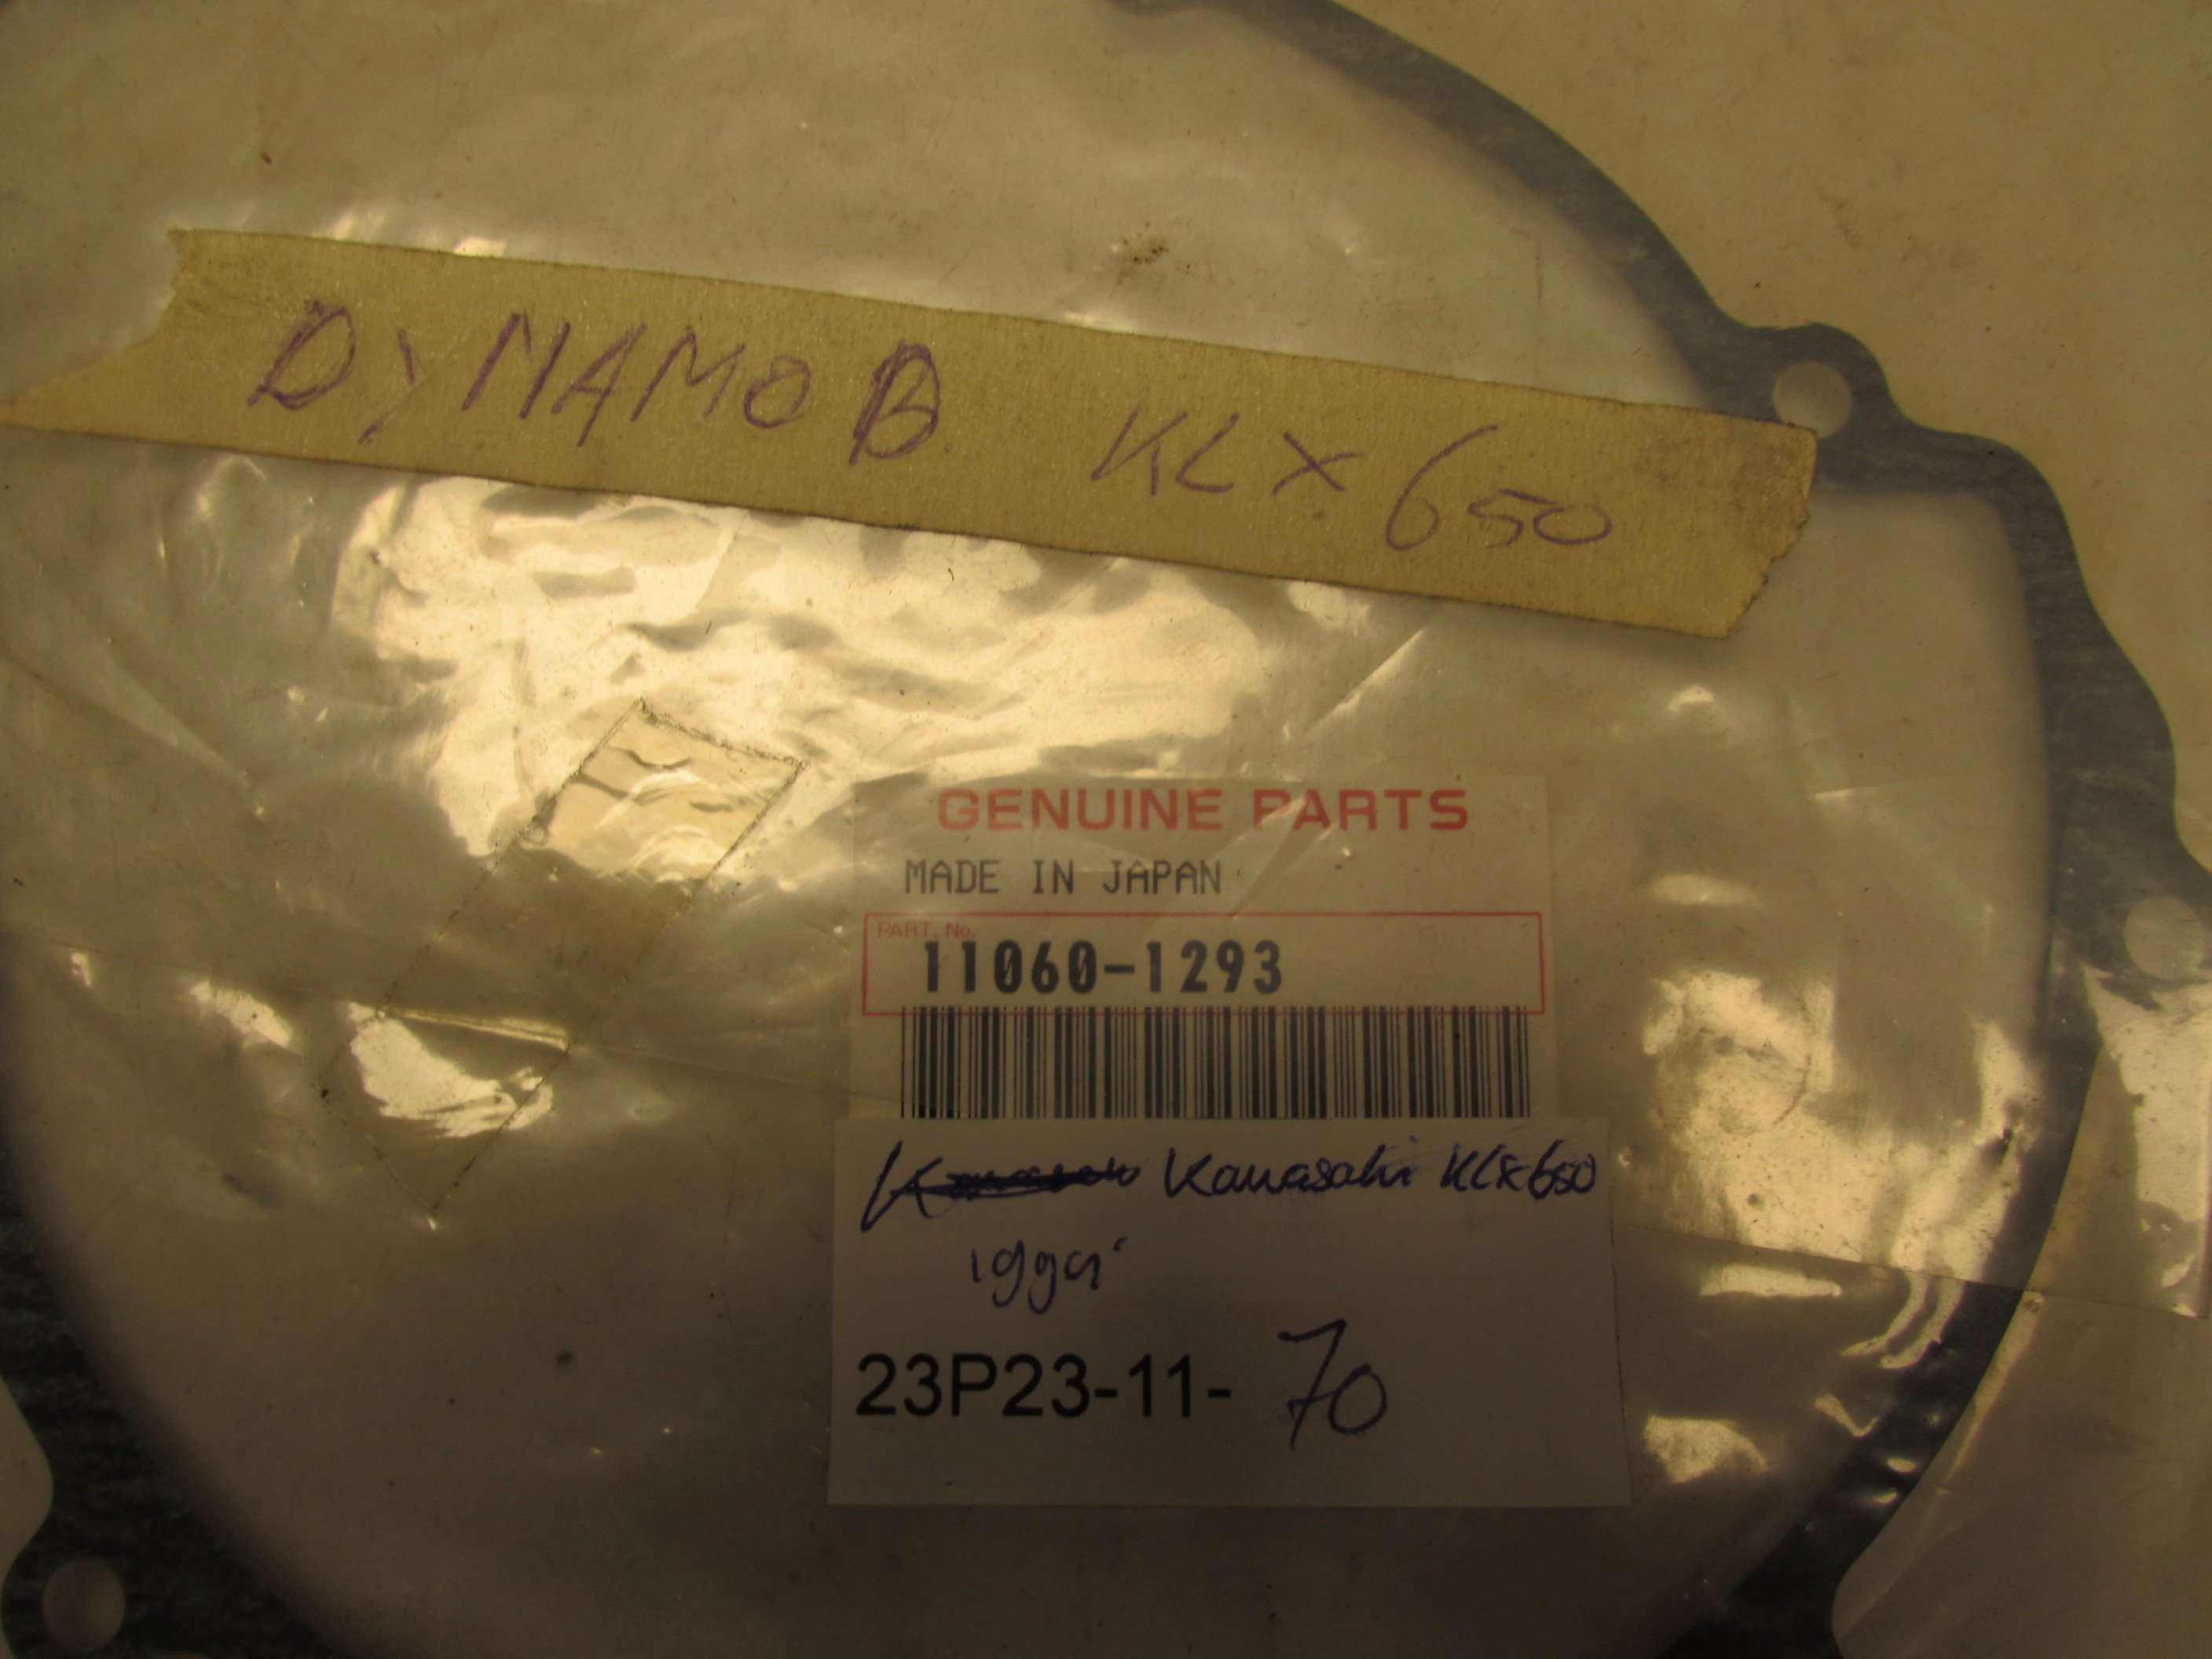 DYNAMO B. KLX 650
GENUINE PARTS
MADE IN JAPAN
PART. No.
11060-1293
Kawasaki KLX650
23P23-11-70